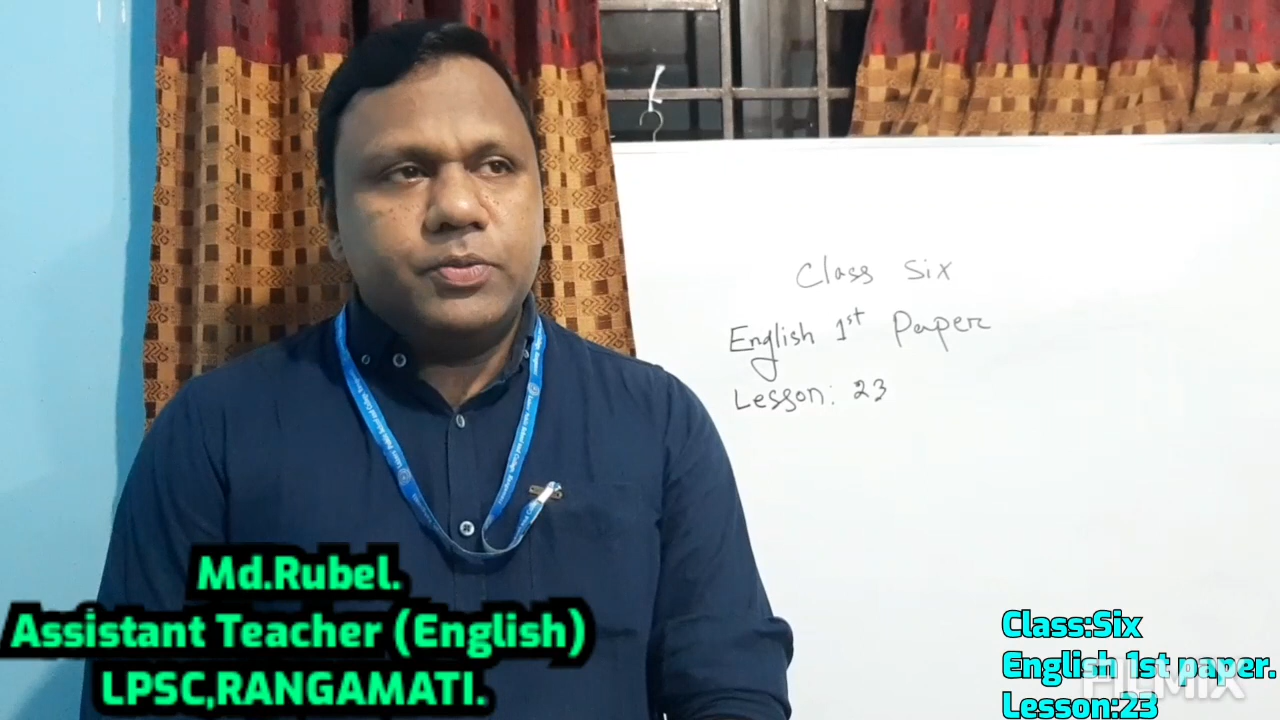 Class Six
English 1st Paper
Lesson: 23
Md.Rubel.
Assistant Teacher (English)
LPSC,RANGAMATI.
Class:Six
English 1st paper.
Lesson:23
FILMIX